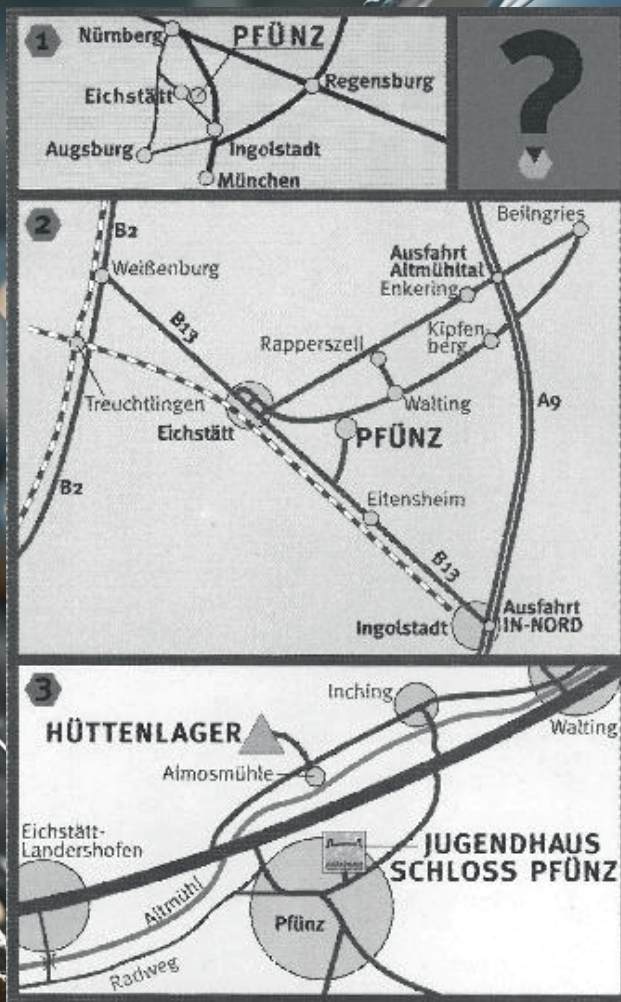 1
Nürnberg
PFÜNZ
Eichstätt
Regensburg
Augsburg
Ingolstadt
München
?
2
B2
Weißenburg
B13
Beilngries
Ausfahrt
Altmühltal
Enkering
Rapperszell
Kipfen-
berg
Treuchtlingen
Walting
A9
Eichstätt
PFÜNZ
B2
Eitensheim
B13
Ingolstadt
Ausfahrt
IN-NORD
3
Inching
HÜTTENLAGER
Walting
Almosmühle
Eichstätt-
Landershofen
JUGENDHAUS
SCHLOSS PFÜNZ
Altmühl
Pfünz
Radweg